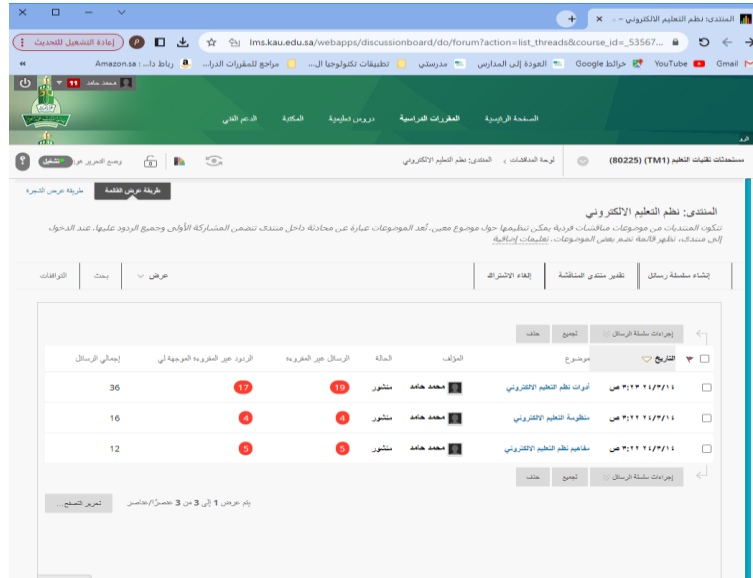 المنتدى: نظم التعليم الالكتروني – ...
lms.kau.edu.sa/webapps/discussionboard/do/forum?action=list_threads&course_id=_53567...
إعادة التشغيل للتحديث
Gmail YouTube خرائط Google العودة إلى المدارس مدرستي تطبيقات تكنولوجيا ال... مراجع للمقررات الدرا... رباط دا... : Amazon.sa
محمد حامد 11
الصفحة الرئيسية المقررات الدراسية دروس تعليمية المكتبة الدعم الفني
مستحدثات تقنيات التعليم (TM1) (80225) لوحة المناقشات المنتدى: نظم التعليم الالكتروني وضع التحرير هو: تشغيل ?
طريقة عرض القائمة طريقة عرض الشجرة
المنتدى: نظم التعليم الالكتروني
تتكون المنتديات من موضوعات مناقشات فردية يمكن تنظيمها حول موضوع معين. تُعد الموضوعات عبارة عن محادثة داخل منتدى تتضمن المشاركة الأولى وجميع الردود عليها. عند الدخول
إلى منتدى، تظهر قائمة تضم بعض الموضوعات. تعليمات إضافية
إنشاء سلسلة رسائل تقدير منتدى المناقشة إلغاء الاشتراك عرض بحث التوافقات
إجراءات سلسلة الرسائل تجميع حذف
التاريخ موضوع المؤلف الحالة الرسائل غير المقروءة الردود غير المقروءة الموجهة لي إجمالي الرسائل
٢٤/٣/١٤ ٣:٢٣ ص أدوات نظم التعليم الالكتروني محمد حامد منشور 19 17 36
٢٤/٣/١٤ ٣:٢٢ ص منظومة التعليم الالكتروني محمد حامد منشور 4 4 16
٢٤/٣/١٤ ٣:٢٢ ص مفاهيم نظم التعليم الالكتروني محمد حامد منشور 5 5 12
إجراءات سلسلة الرسائل تجميع حذف
يتم عرض 1 إلى 3 من 3 عنصرًا/عناصر تحرير التصفح...